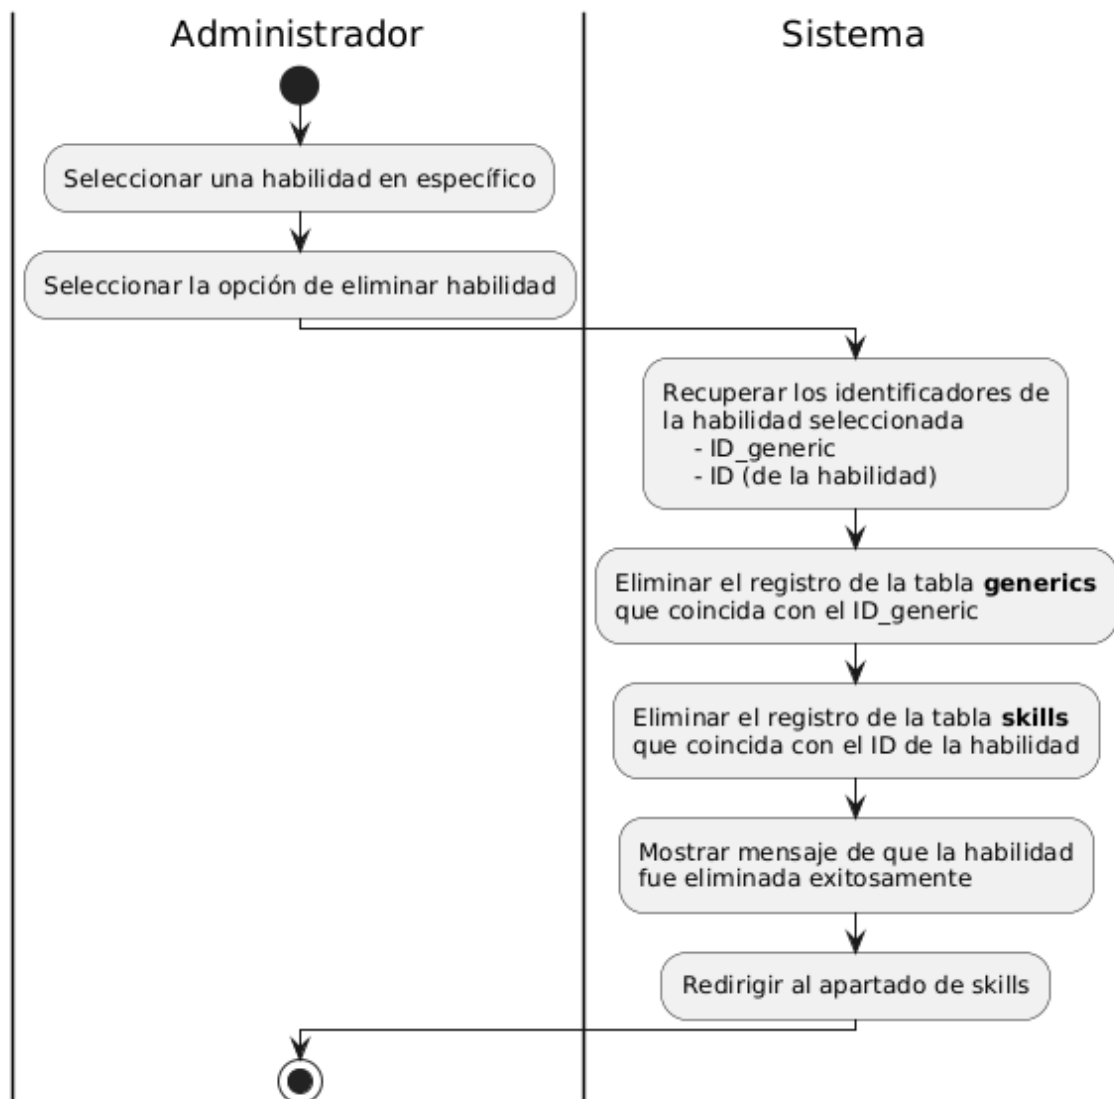 Administrador
Sistema
Seleccionar una habilidad en específico
Seleccionar la opción de eliminar habilidad
Recuperar los identificadores de
la habilidad seleccionada
- ID_generic
- ID (de la habilidad)
Eliminar el registro de la tabla generics
que coincida con el ID_generic
Eliminar el registro de la tabla skills
que coincida con el ID de la habilidad
Mostrar mensaje de que la habilidad
fue eliminada exitosamente
Redirigir al apartado de skills